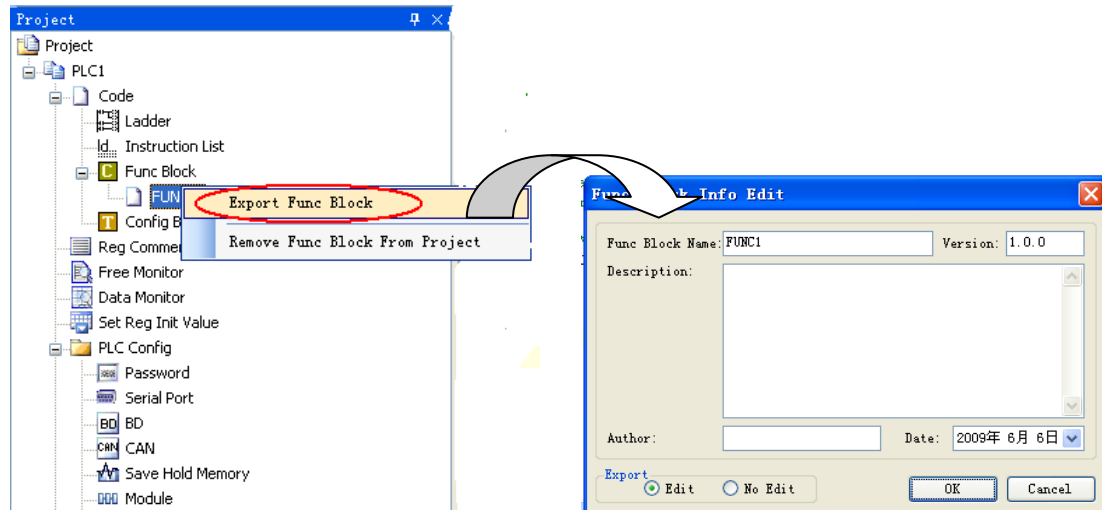 Project
Project
PLC1
Code
Ladder
Instruction List
Func Block
FUN
Export Func Block
Remove Func Block From Project
Config B
Reg Comme
Free Monitor
Data Monitor
Set Reg Init Value
PLC Config
Password
Serial Port
BD BD
CAN CAN
Save Hold Memory
Module
Info Edit
Func Block Name: FUNC1 Version: 1.0.0
Description:
Author: Date: 2009年 6月 6日
Export
Edit No Edit OK Cancel